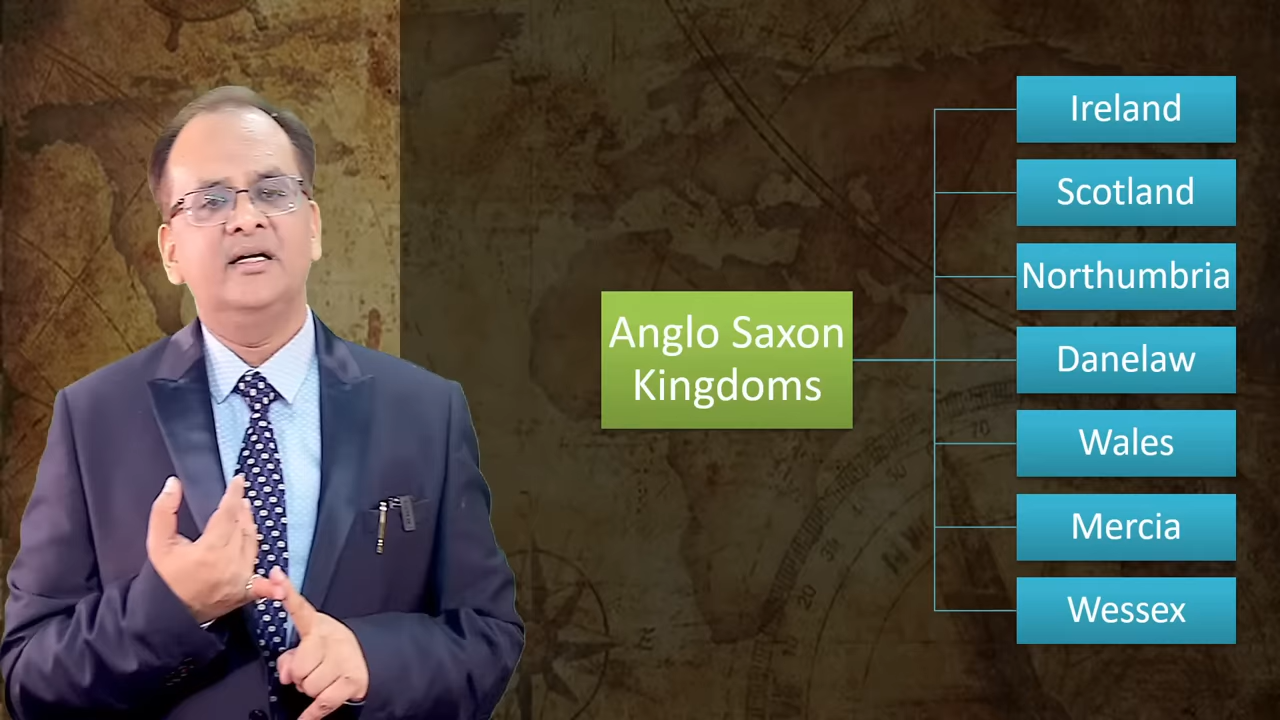 Anglo Saxon
Kingdoms
Ireland
Scotland
Northumbria
Danelaw
Wales
Mercia
Wessex